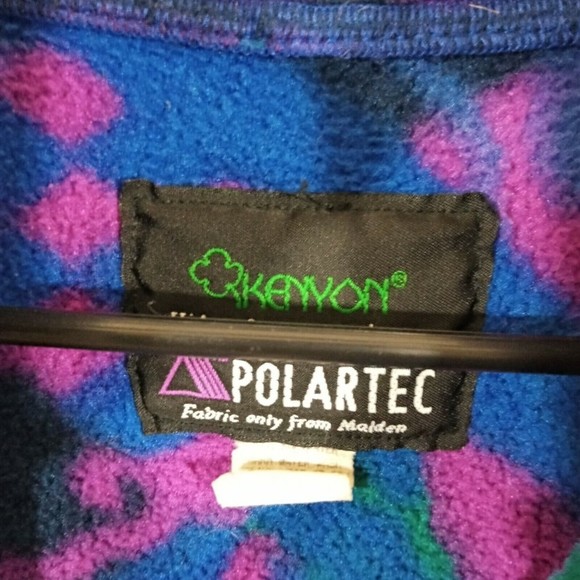 KENYON®
POLARTEC
Fabric only from Malden